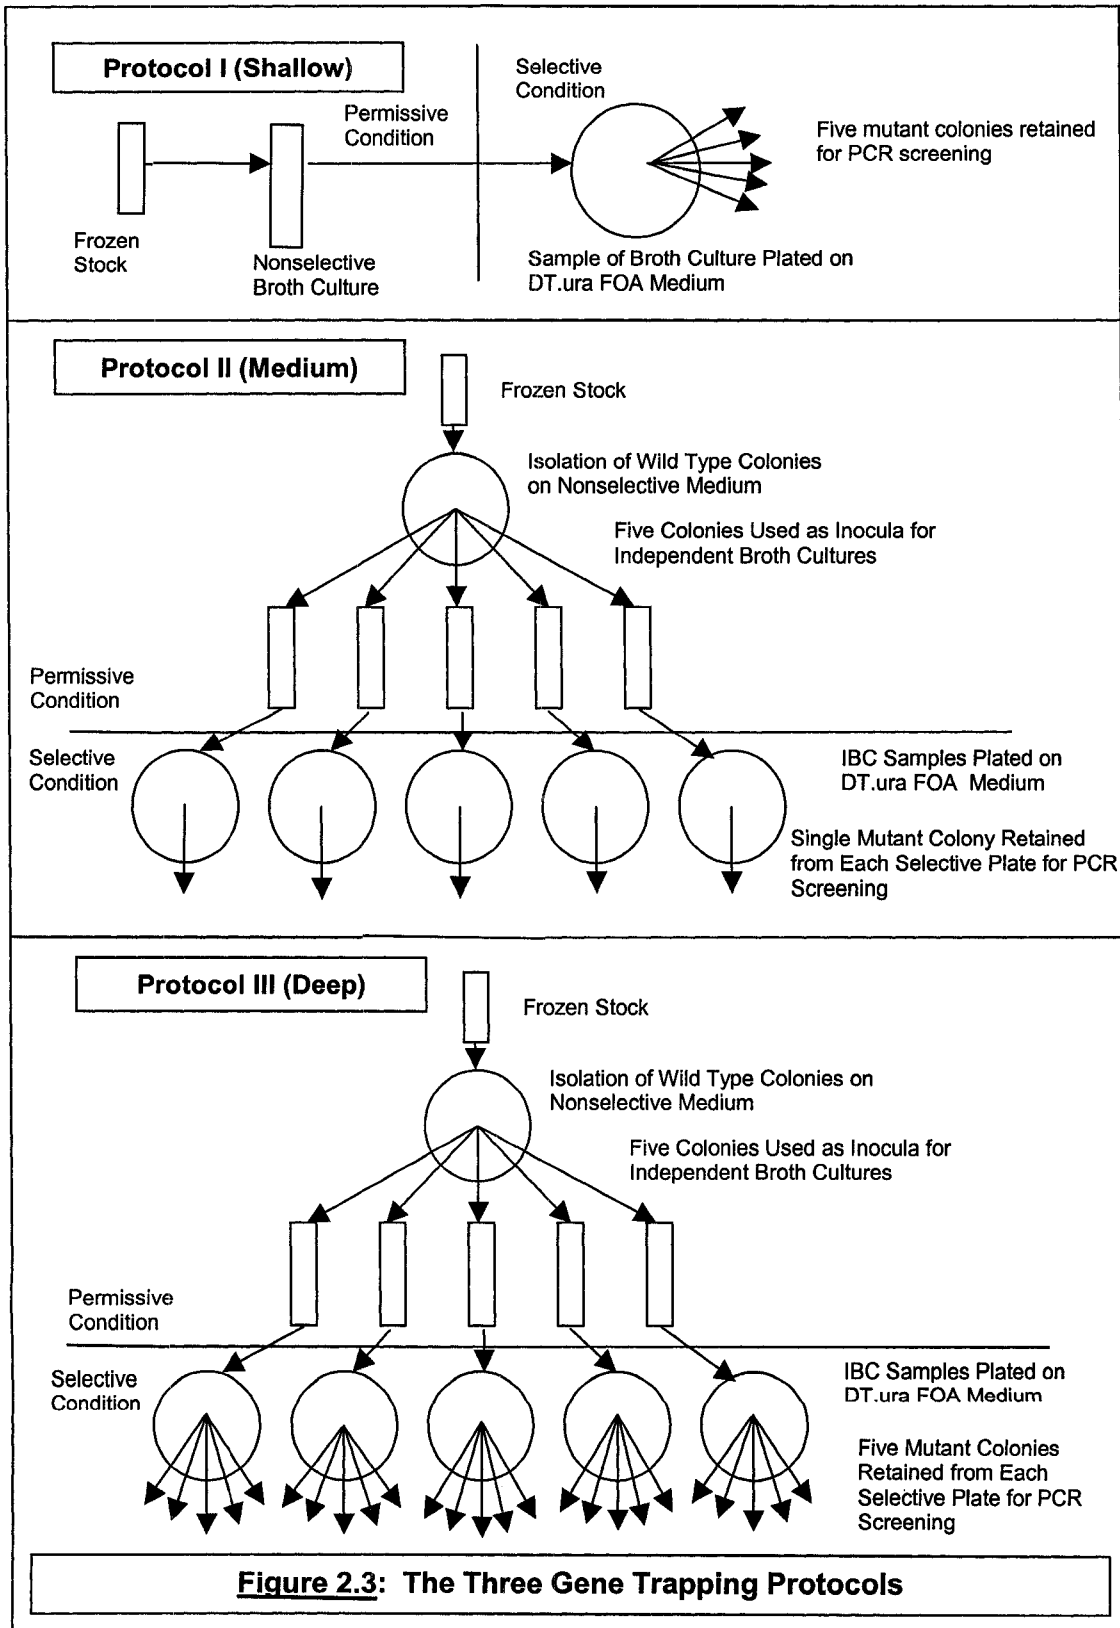 Protocol I (Shallow)
Selective
Condition
Permissive
Condition
Five mutant colonies retained
for PCR screening
Frozen
Stock
Nonselective
Broth Culture
Sample of Broth Culture Plated on
DT.ura FOA Medium
Protocol II (Medium)
Frozen Stock
Isolation of Wild Type Colonies
on Nonselective Medium
Five Colonies Used as Inocula for
Independent Broth Cultures
Permissive
Condition
Selective
Condition
IBC Samples Plated on
DT.ura FOA Medium
Single Mutant Colony Retained
from Each Selective Plate for PCR
Screening
Protocol III (Deep)
Frozen Stock
Isolation of Wild Type Colonies on
Nonselective Medium
Five Colonies Used as Inocula for
Independent Broth Cultures
Permissive
Condition
Selective
Condition
IBC Samples Plated on
DT.ura FOA Medium
Five Mutant Colonies
Retained from Each
Selective Plate for PCR
Screening
Figure 2.3: The Three Gene Trapping Protocols